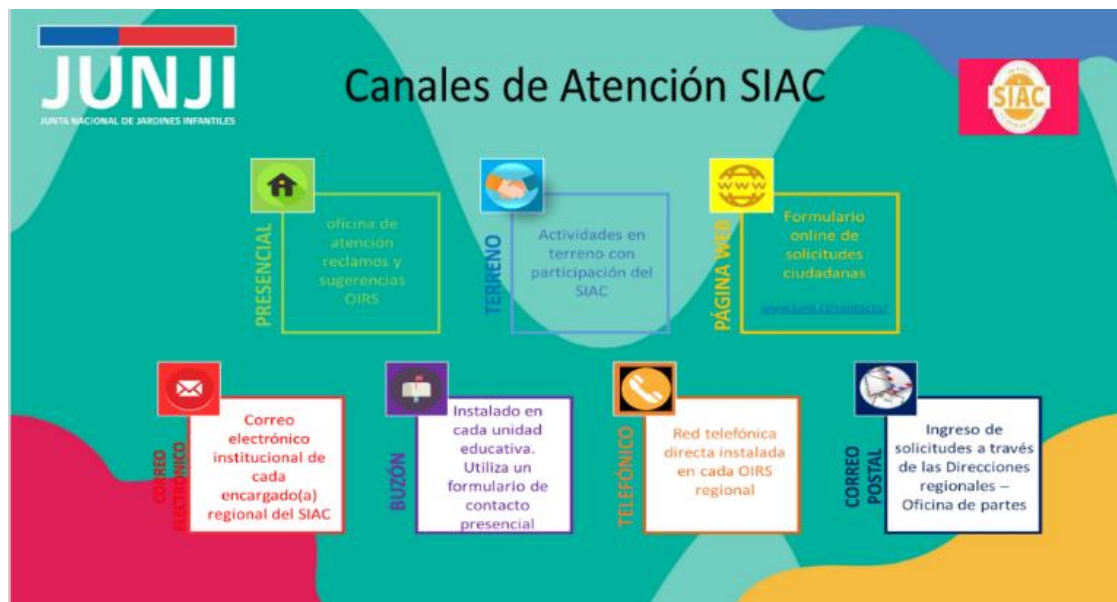 JUNJI
JUNTA NACIONAL DE JARDINES INFANTILES
Canales de Atención SIAC
SIAC
PRESENCIAL
oficina de
atención
reclamos y
sugerencias
OIRS
TERRENO
Actividades en
terreno con
participación del
SIAC
PÁGINA WEB
www
Formulario
online de
solicitudes
ciudadanas
www.junji.cl/contacto/
CORREO
ELECTRÓNICO
Correo
electrónico
institucional de
cada
encargado(a)
regional del SIAC
BUZÓN
Instalado en
cada unidad
educativa.
Utiliza un
formulario de
contacto
presencial
TELEFÓNICO
Red telefónica
directa instalada
en cada OIRS
regional
CORREO
POSTAL
Ingreso de
solicitudes a través
de las Direcciones
regionales –
Oficina de partes